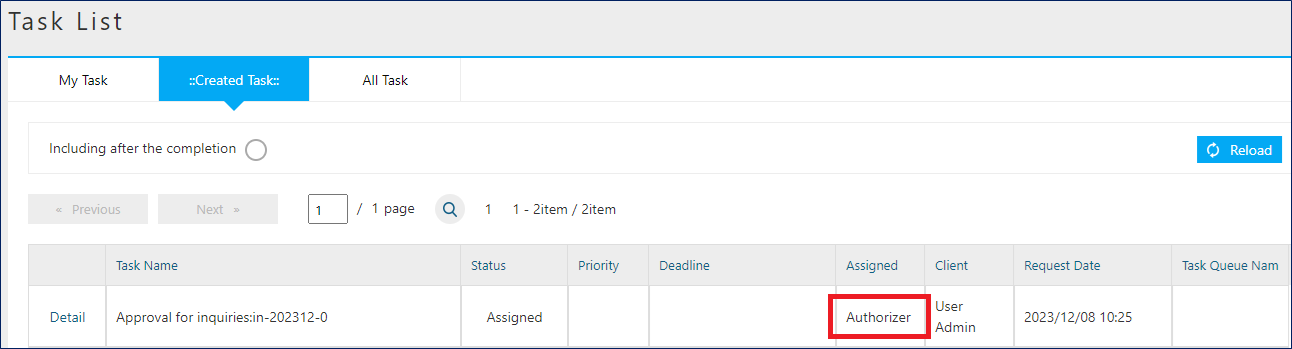 Task List
My Task
::Created Task::
All Task
Including after the completion
Reload
« Previous
Next »
1 / 1 page
1
1 - 2item / 2item
Task Name Status Priority Deadline Assigned Client Request Date Task Queue Nam
Detail Approval for inquiries:in-202312-0 Assigned Authorizer User Admin 2023/12/08 10:25